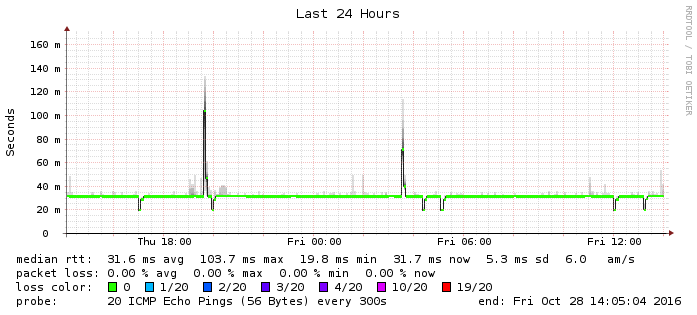 Last 24 Hours
RRDTOOL / TOBI OETIKER
Seconds
160 m
140 m
120 m
100 m
80 m
60 m
40 m
20 m
0
Thu 18:00 Fri 00:00 Fri 06:00 Fri 12:00
median rtt: 31.6 ms avg 103.7 ms max 19.8 ms min 31.7 ms now 5.3 ms sd 6.0 am/s
packet loss: 0.00 % avg 0.00 % max 0.00 % min 0.00 % now
loss color: 0 1/20 2/20 3/20 4/20 10/20 19/20
probe: 20 ICMP Echo Pings (56 Bytes) every 300s end: Fri Oct 28 14:05:04 2016